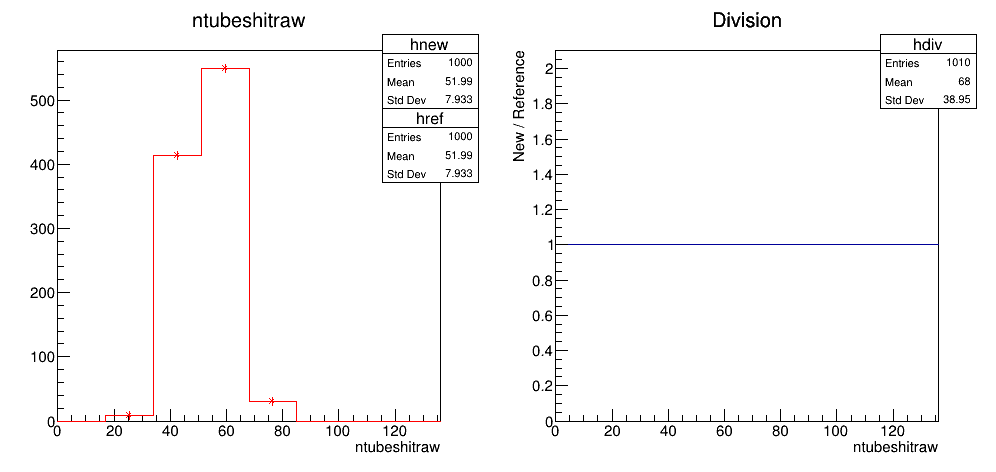 ntubeshitraw
hnew
Entries 1000
Mean 51.99
Std Dev 7.933
href
Entries 1000
Mean 51.99
Std Dev 7.933
500
400
300
200
100
0
0 20 40 60 80 100 120
ntubeshitraw
Division
hdiv
Entries 1010
Mean 68
Std Dev 38.95
New / Reference
2
1.8
1.6
1.4
1.2
1
0.8
0.6
0.4
0.2
0
0 20 40 60 80 100 120
ntubeshitraw